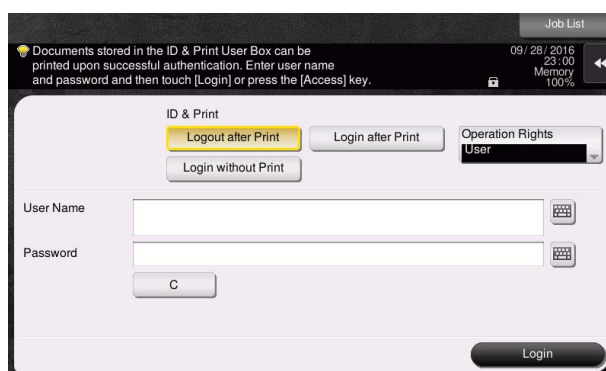 Job List
Documents stored in the ID & Print User Box can be
printed upon successful authentication. Enter user name
and password and then touch [Login] or press the [Access] key.
09/28/2016
23:00
Memory
100%
ID & Print
Logout after Print
Login after Print
Login without Print
Operation Rights
User
User Name
Password
C
Login